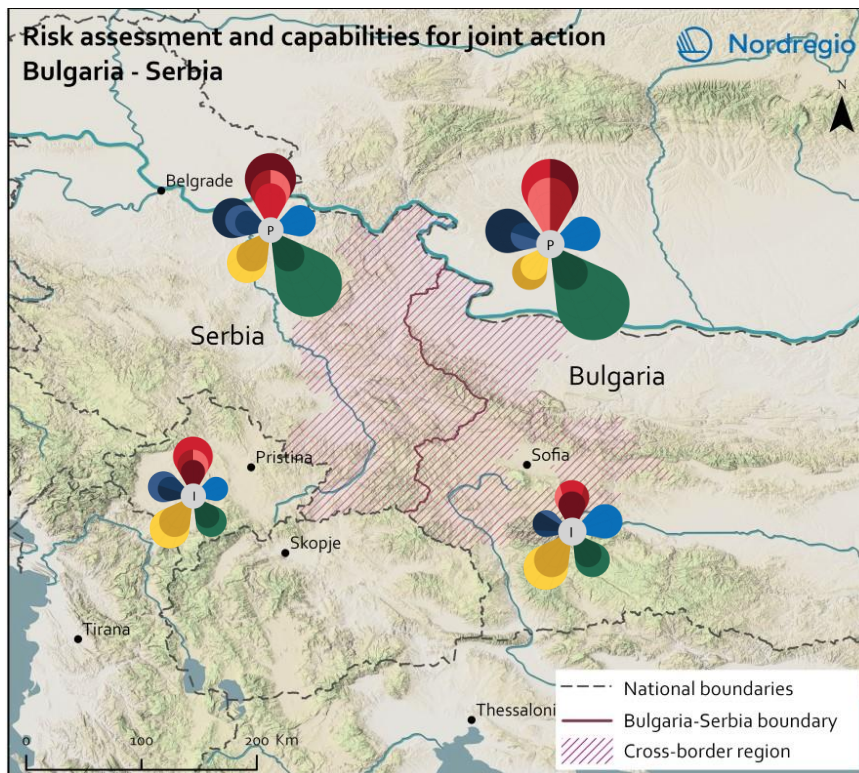 Risk assessment and capabilities for joint action
Bulgaria - Serbia
Nordregio
N
Belgrade
P
P
Serbia
Bulgaria
Pristina
Sofia
I
I
Skopje
Tirana
Thessaloni
0 100 200 Km
National boundaries
Bulgaria-Serbia boundary
Cross-border region